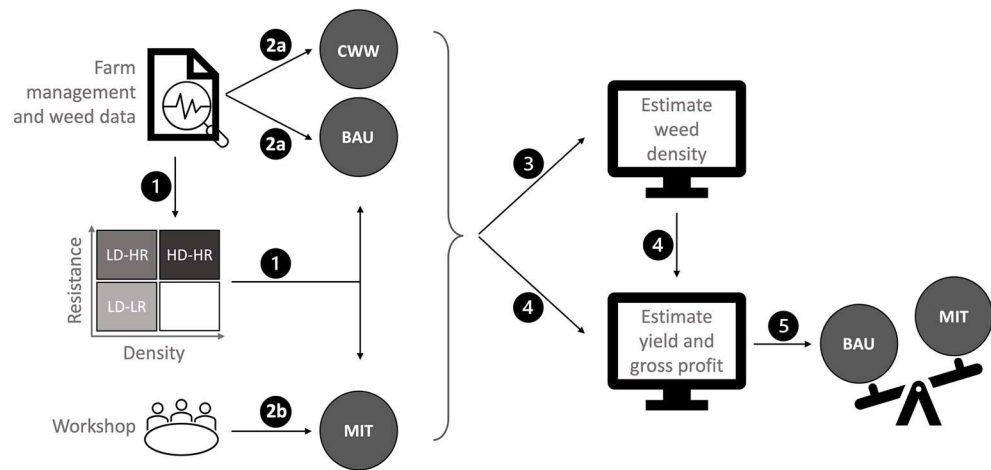 2a
CWW
Farm
management
and weed data
2a
BAU
1
Resistance
LD-HR
HD-HR
LD-LR
Density
1
Workshop
2b
MIT
3
4
Estimate
weed
density
4
Estimate
yield and
gross profit
5
BAU
MIT